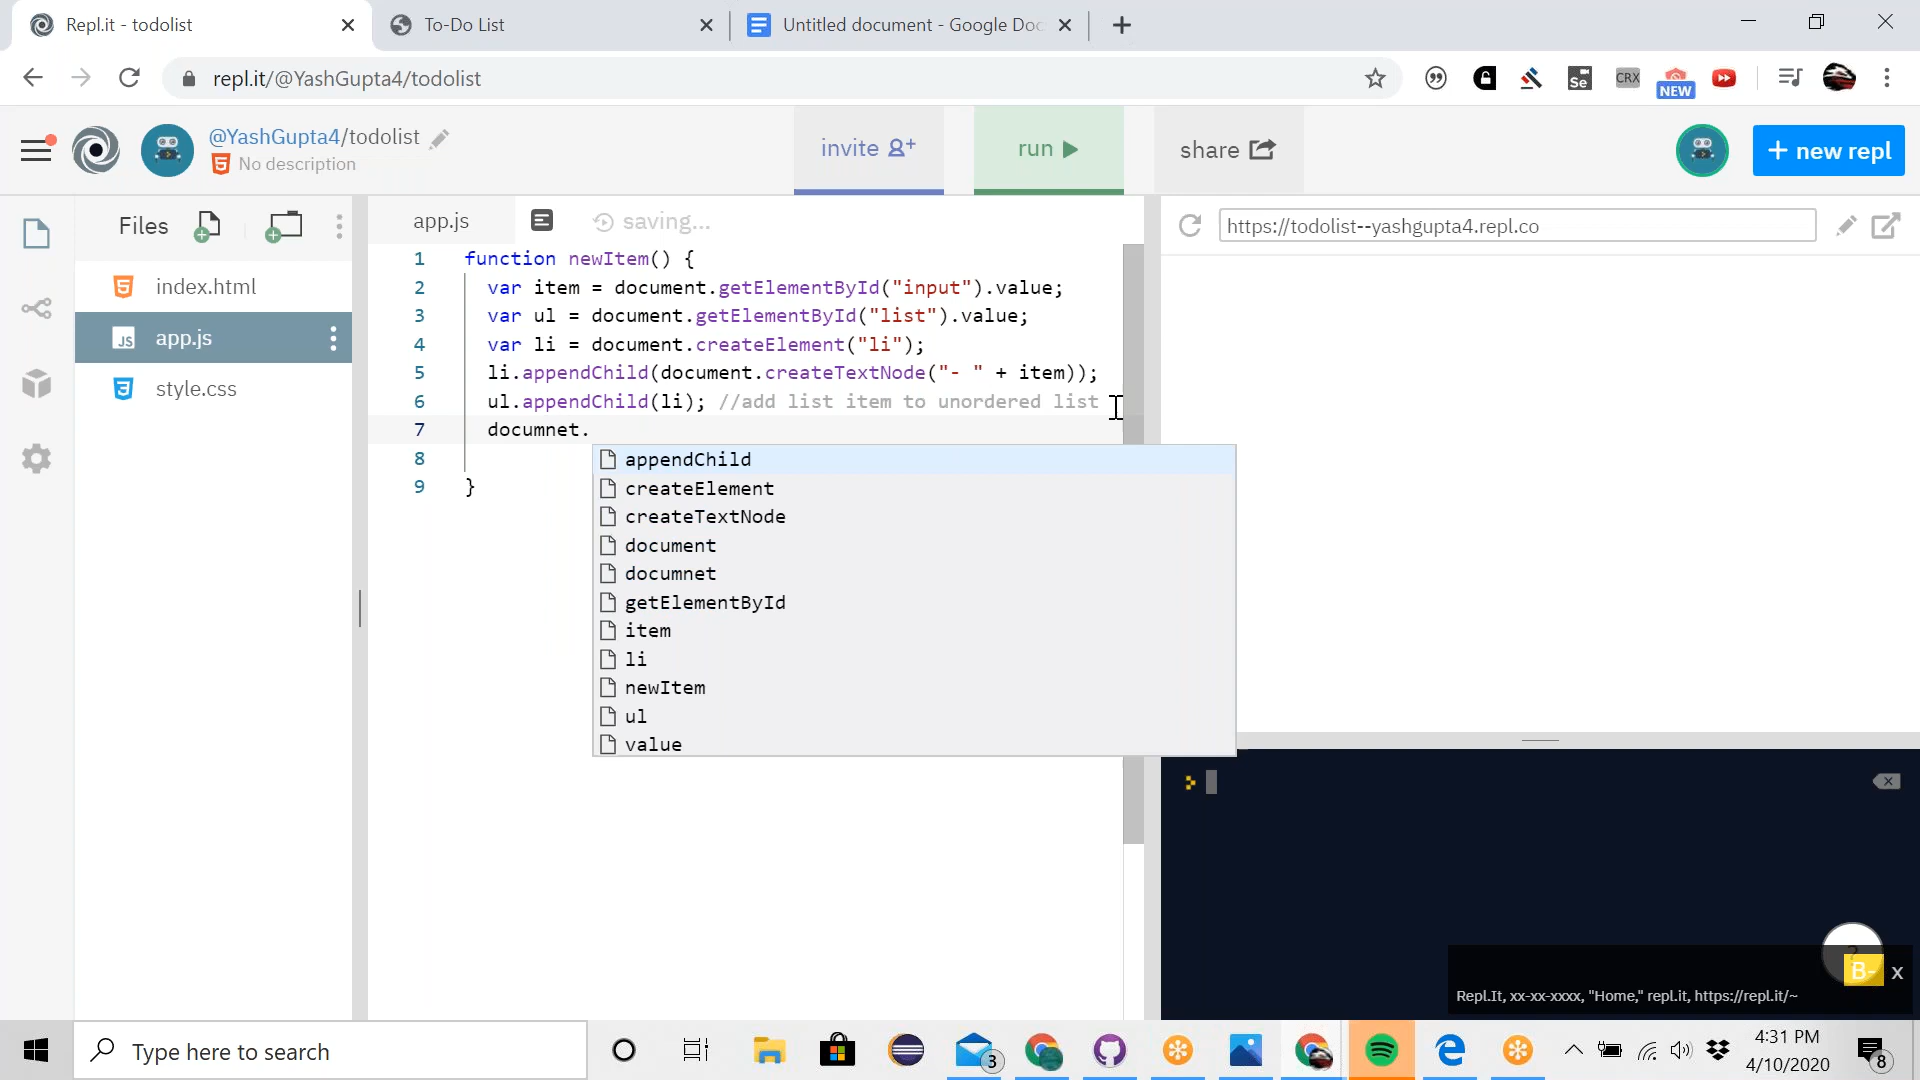 Repl.it - todolist
To-Do List
Untitled document - Google Doc
repl.it/@YashGupta4/todolist
Se
CRX
NEW
@YashGupta4/todolist
No description
invite
run
share
+ new repl
Files
app.js
saving...
https://todolist--yashgupta4.repl.co
index.html
JS app.js
style.css
1 function newItem() {
2 var item = document.getElementById("input").value;
3 var ul = document.getElementById("list").value;
4 var li = document.createElement("li");
5 li.appendChild(document.createTextNode("- " + item));
6 ul.appendChild(li); //add list item to unordered list
7 documnet.
8
9 }
appendChild
createElement
createTextNode
document
documnet
getElementById
item
li
newItem
ul
value
?
B-
x
Repl.It, xx-xx-xxxx, "Home," repl.it, https://repl.it/~
Type here to search
3
4:31 PM
4/10/2020
8